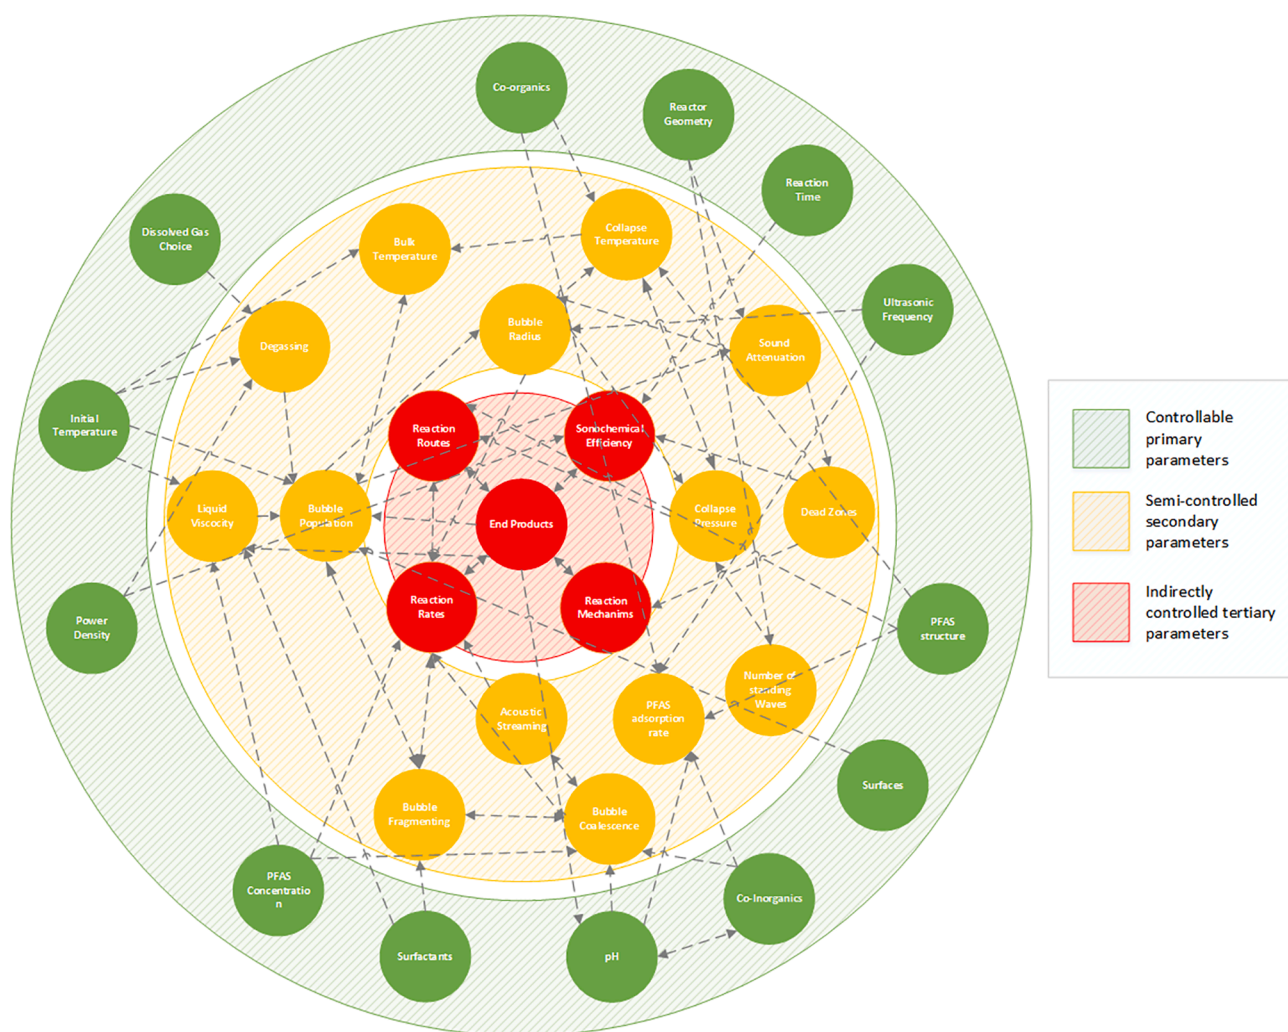 Co-organics
Reactor
Geometry
Reaction
Time
Dissolved Gas
Choice
Bulk
Temperature
Collapse
Temperature
Ultrasonic
Frequency
Degassing
Bubble
Radius
Sound
Attenuation
Initial
Temperature
Reaction
Routes
Sonochemical
Efficiency
Liquid
Viscocity
Bubble
Population
End Products
Collapse
Pressure
Dead Zones
Power
Density
Reaction
Rates
Reaction
Mechanims
PFAS
structure
Acoustic
Streaming
PFAS
adsorption
rate
Number of
standing
Waves
Surfaces
Bubble
Fragmenting
Bubble
Coalescence
PFAS
Concentratio
n
Co-Inorganics
Surfactants
pH
Controllable
primary
parameters
Semi-controlled
secondary
parameters
Indirectly
controlled tertiary
parameters